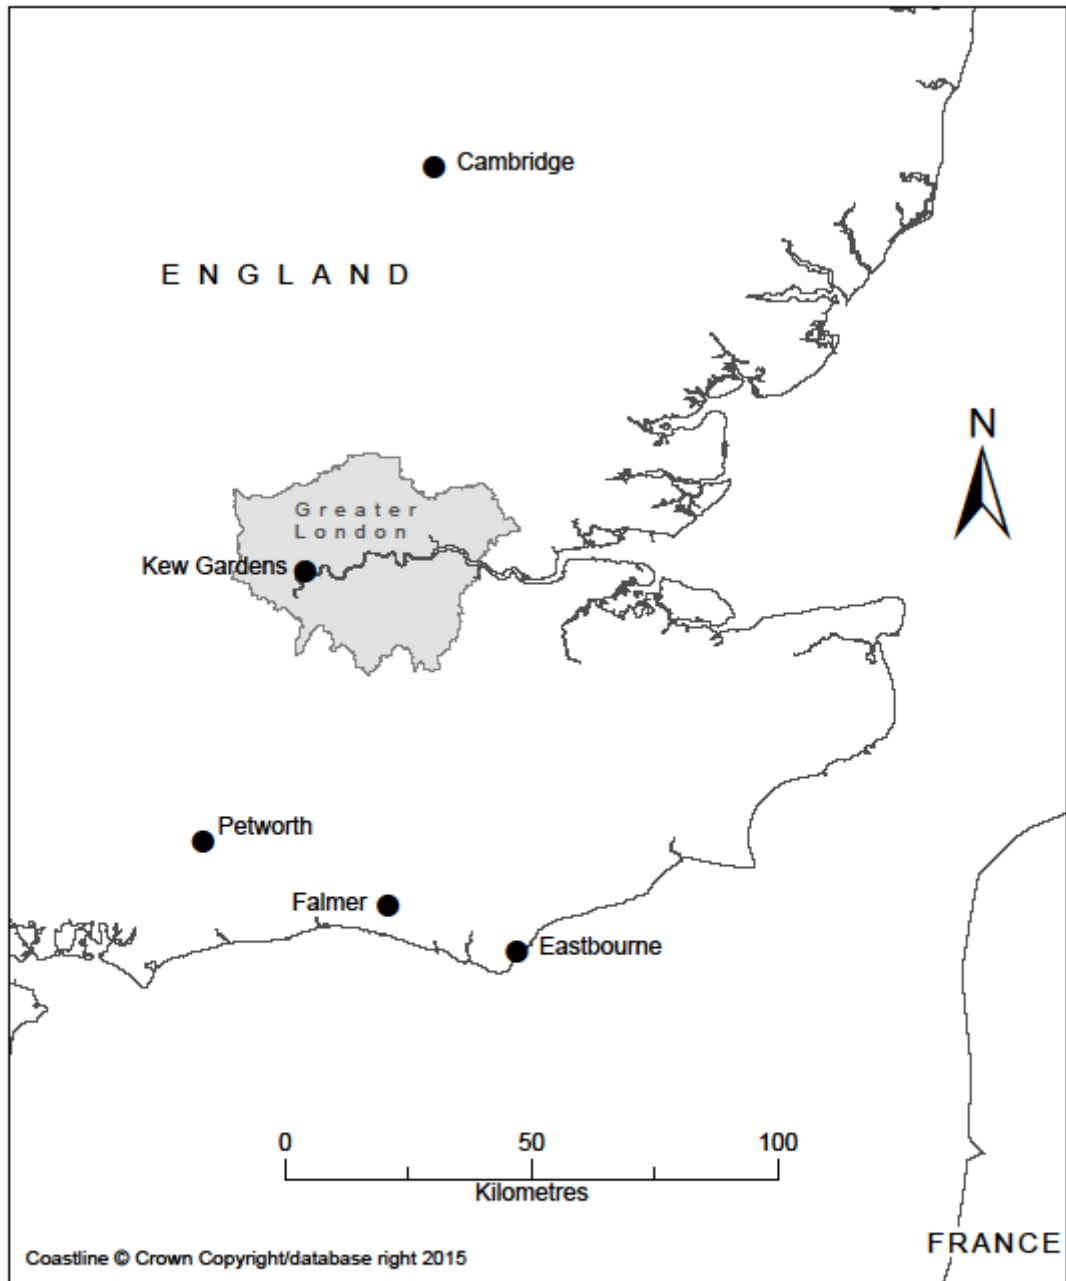 Cambridge
E N G L A N D
N
Greater
London
Kew Gardens
Petworth
Falmer
Eastbourne
0 50 100
Kilometres
FRANCE
Coastline © Crown Copyright/database right 2015